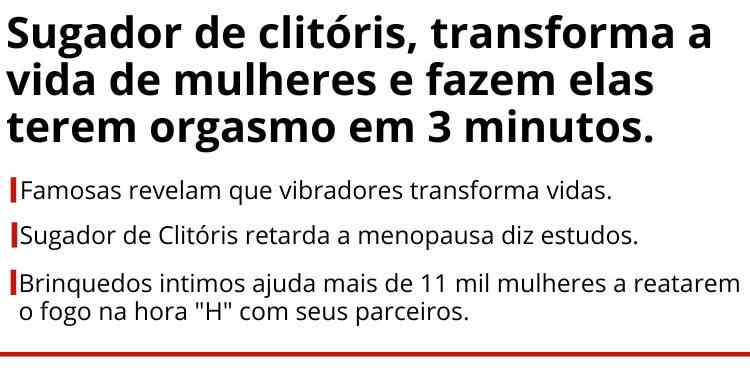 Sugador de clitóris, transforma a
vida de mulheres e fazem elas
terem orgasmo em 3 minutos.
Famosas revelam que vibradores transforma vidas.
Sugador de Clitóris retarda a menopausa diz estudos.
Brinquedos intimos ajuda mais de 11 mil mulheres a reatarem
o fogo na hora "H" com seus parceiros.